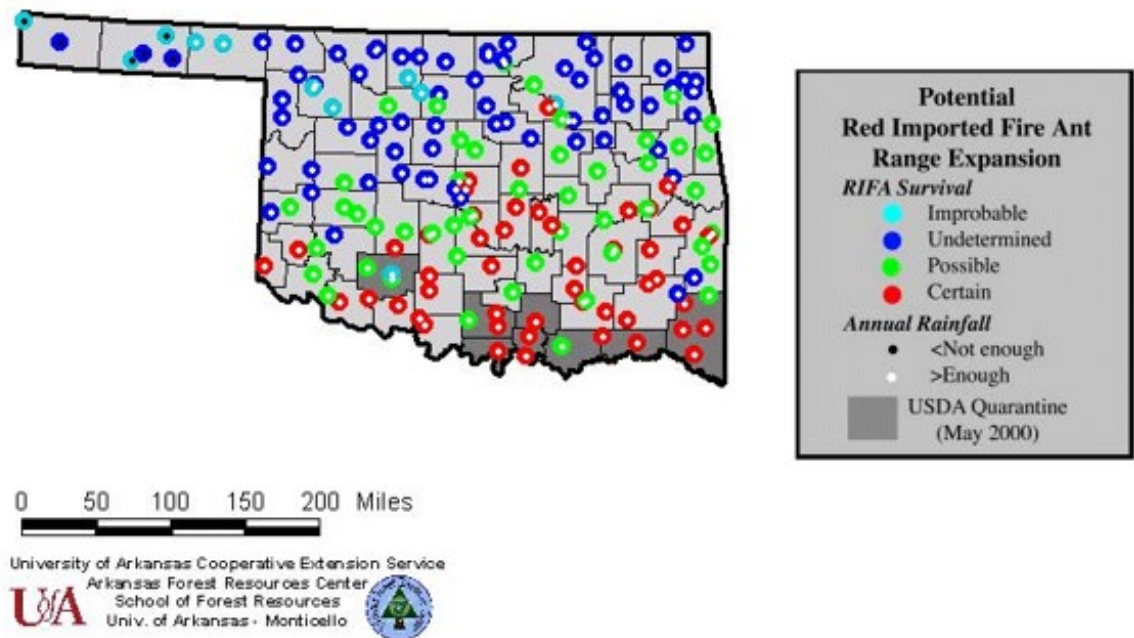 Potential
Red Imported Fire Ant
Range Expansion
RIFA Survival
Improbable
Undetermined
Possible
Certain
Annual Rainfall
<Not enough
>Enough
USDA Quarantine
(May 2000)
0 50 100 150 200 Miles
University of Arkansas Cooperative Extension Service
Arkansas Forest Resources Center
School of Forest Resources
Univ. of Arkansas - Monticello
UofA